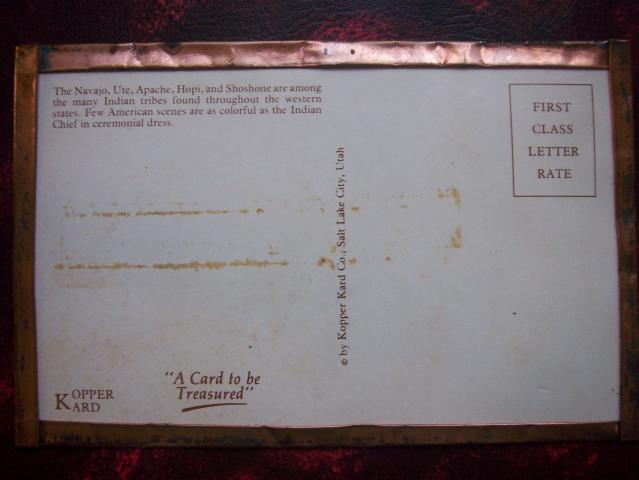 The Navajo, Ute, Apache, Hopi, and Shoshone are among
the many Indian tribes found throughout the western
states. Few American scenes are as colorful as the Indian
Chief in ceremonial dress.
FIRST
CLASS
LETTER
RATE
© by Kopper Kard Co., Salt Lake City, Utah
KOPPER
KARD
"A Card to be
Treasured"